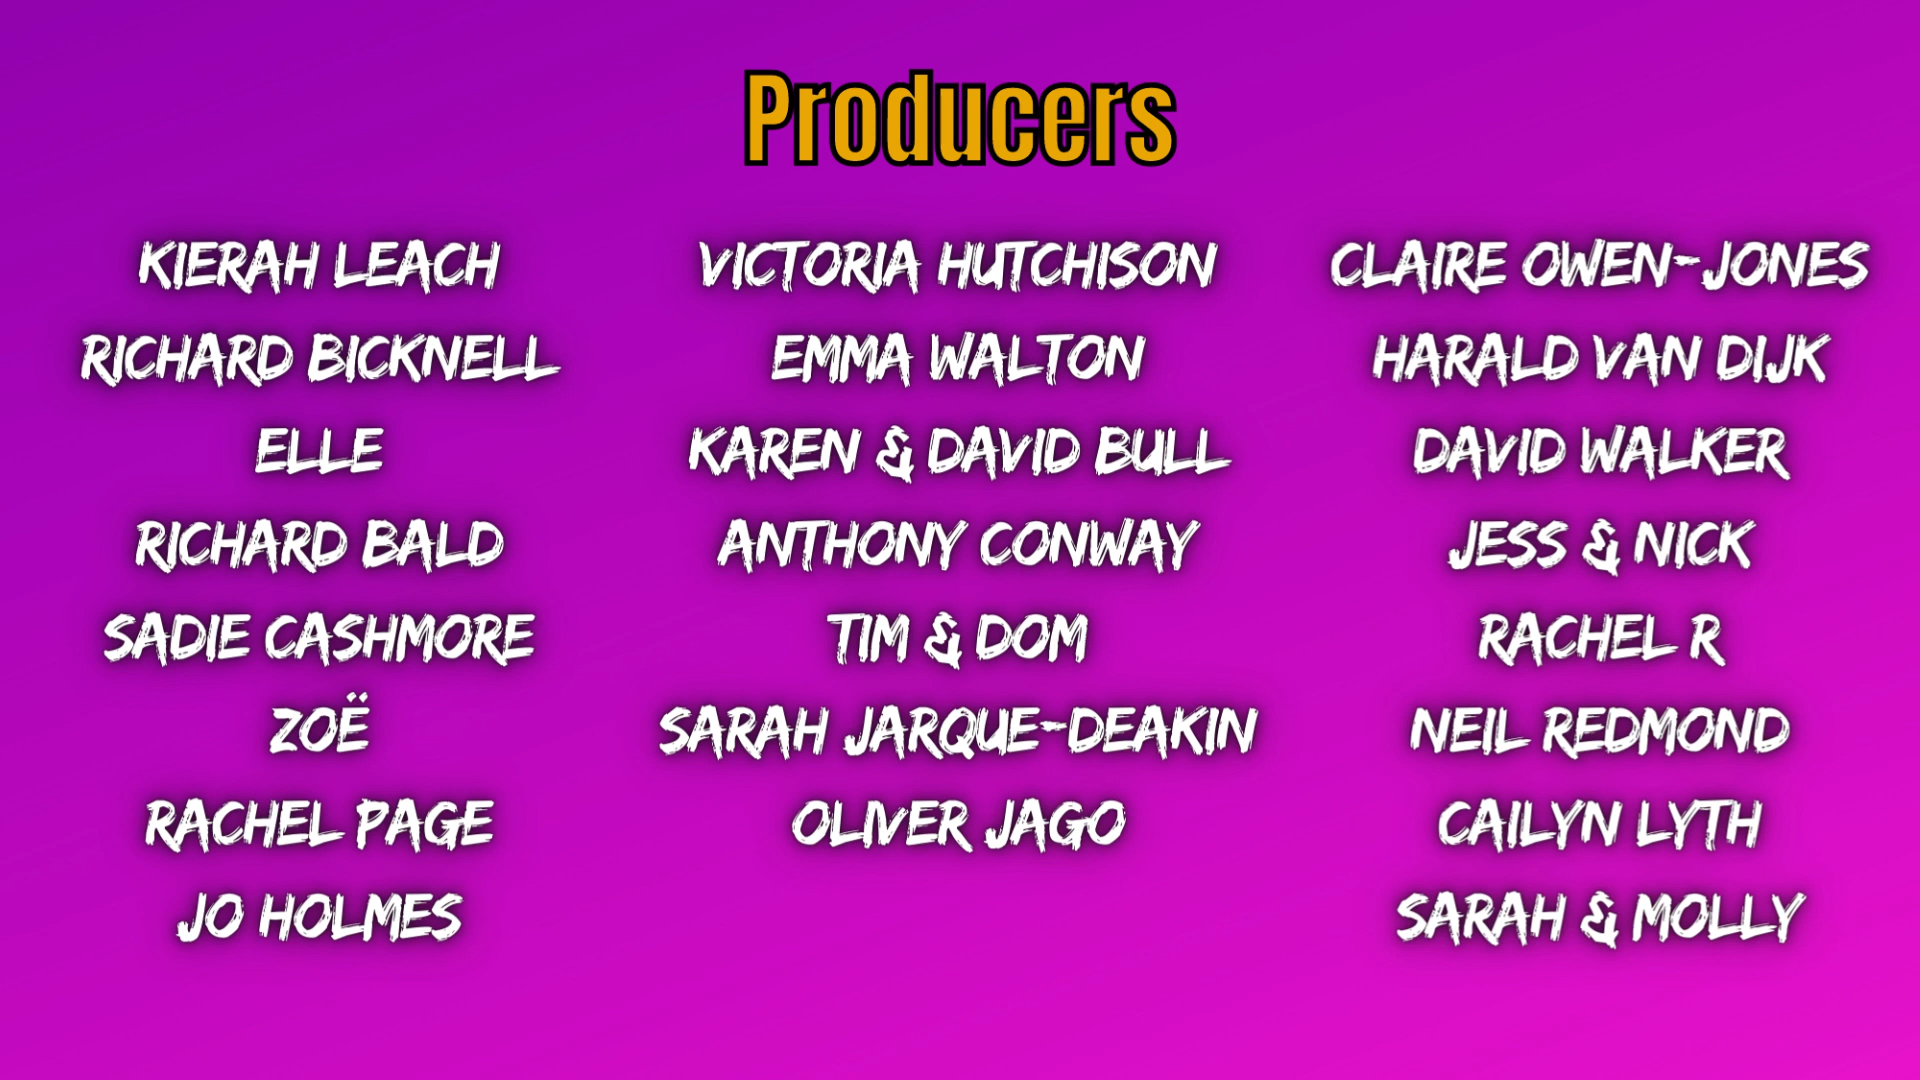 Producers
KIERAH LEACH
RICHARD BICKNELL
ELLE
RICHARD BALD
SADIE CASHMORE
ZOË
RACHEL PAGE
JO HOLMES
VICTORIA HUTCHISON
EMMA WALTON
KAREN & DAVID BULL
ANTHONY CONWAY
TIM & DOM
SARAH JARQUE-DEAKIN
OLIVER JAGO
CLAIRE OWEN-JONES
HARALD VAN DIJK
DAVID WALKER
JESS & NICK
RACHEL R
NEIL REDMOND
CAILYN LYTH
SARAH & MOLLY